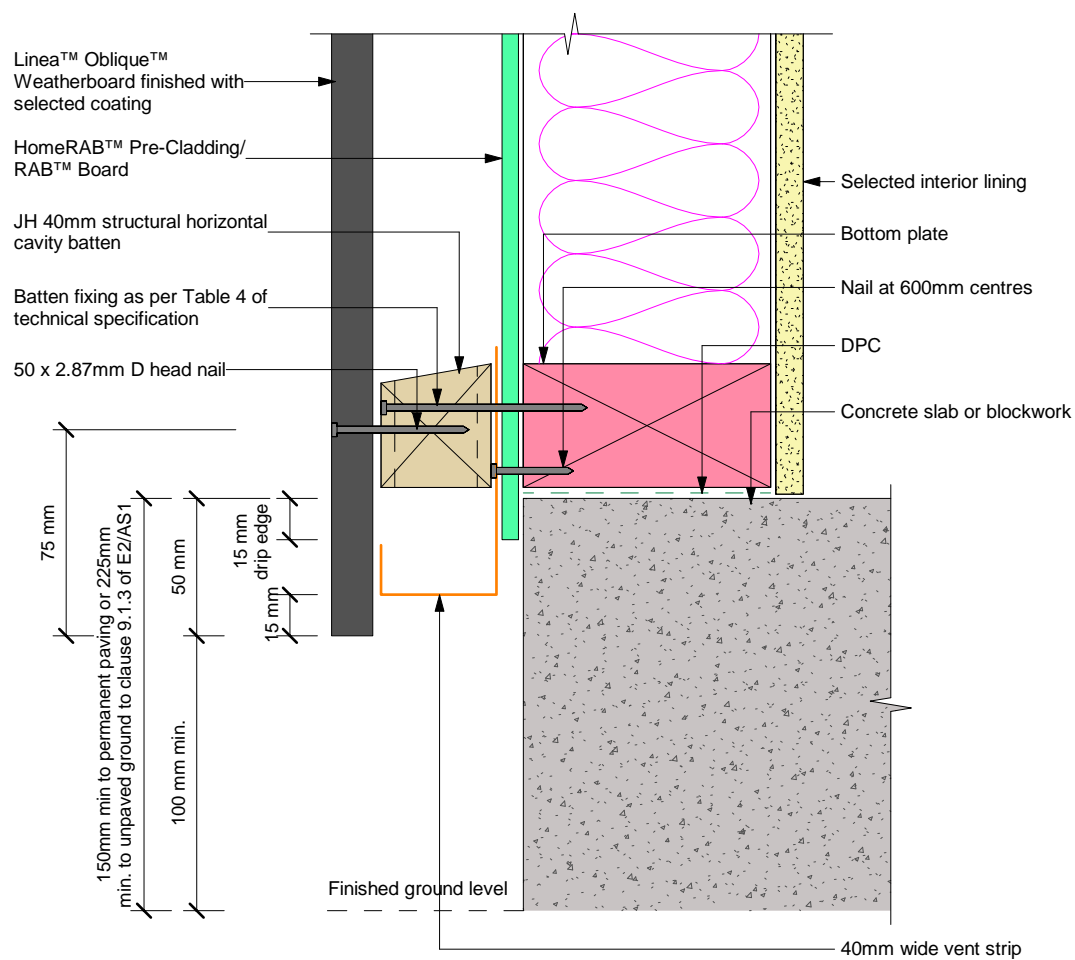 Linea™ Oblique™
Weatherboard finished with
selected coating
HomeRAB™ Pre-Cladding/
RAB™ Board
JH 40mm structural horizontal
cavity batten
Batten fixing as per Table 4 of
technical specification
50 x 2.87mm D head nail
Selected interior lining
Bottom plate
Nail at 600mm centres
DPC
Concrete slab or blockwork
75 mm
150mm min to permanent paving or 225mm
min. to unpaved ground to clause 9.1.3 of E2/AS1
50 mm
100 mm min.
15 mm
drip edge
15 mm
Finished ground level
40mm wide vent strip